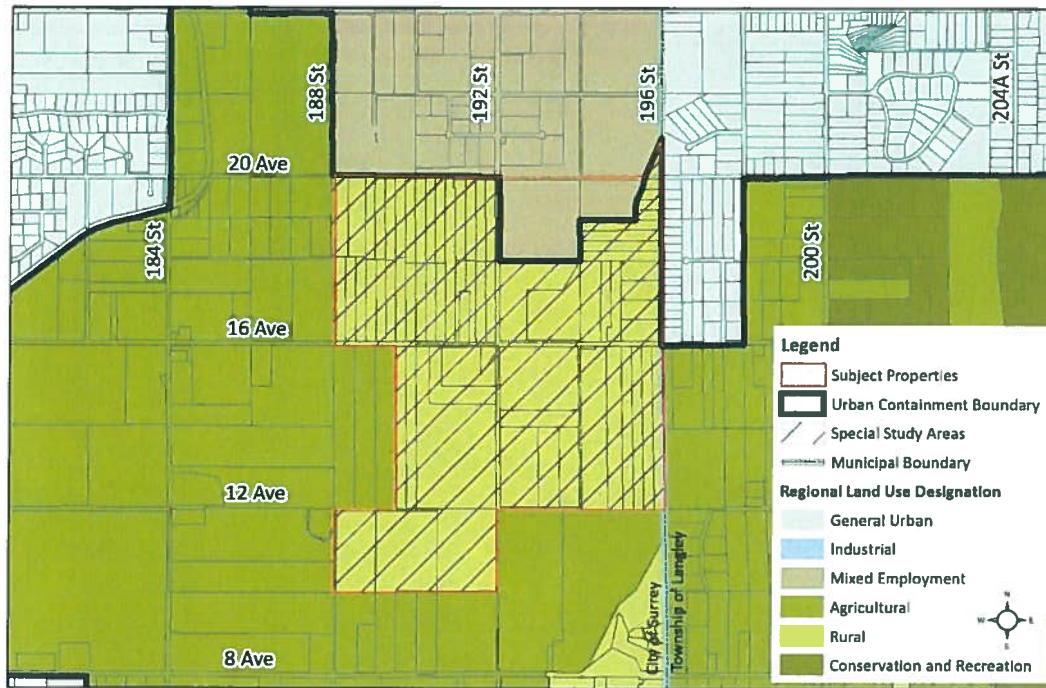 188 St
192 St
196 St
204A St
20 Ave
184 St
200 St
16 Ave
12 Ave
8 Ave
City of Surrey
Township of Langley
Legend
Subject Properties
Urban Containment Boundary
Special Study Areas
Municipal Boundary
Regional Land Use Designation
General Urban
Industrial
Mixed Employment
Agricultural
Rural
Conservation and Recreation
N
W
E
S